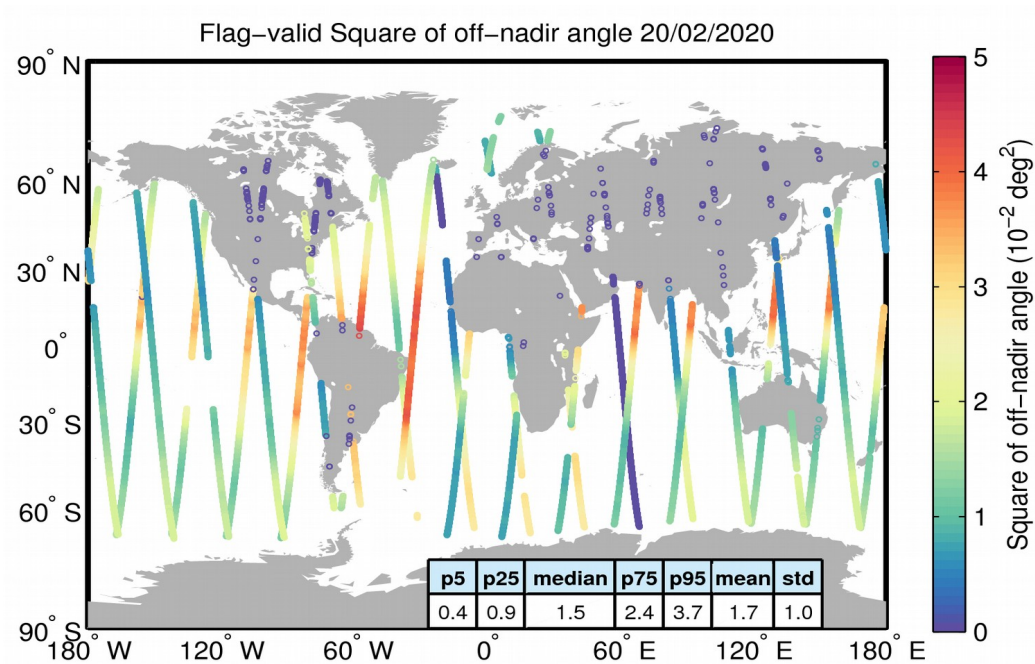 Flag-valid Square of off-nadir angle 20/02/2020
90° N
60° N
30° N
0°
30° S
60° S
90° S
180° W 120° W 60° W 0° 60° E 120° E 180° E
p5 p25 median p75 p95 mean std
0.4 0.9 1.5 2.4 3.7 1.7 1.0
5
4
3
2
1
0
Square of off-nadir angle (10⁻² deg²)